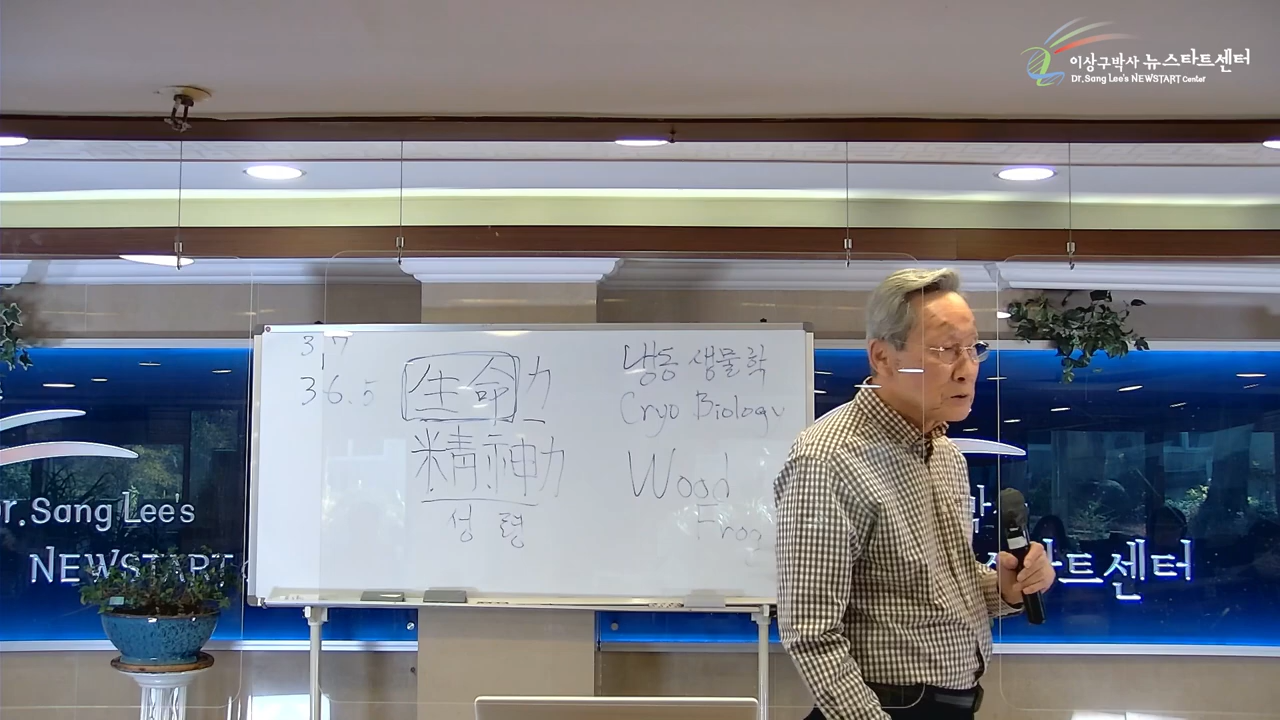 이상구박사 뉴스타트센터
Dr. Sang Lee's NEWSTART Center
37
36.5
生命力
精神力
성령
냉동생물학
Cryo Biology
Wood
Frog
Dr. Sang Lee's
NEWSTART
타트센터